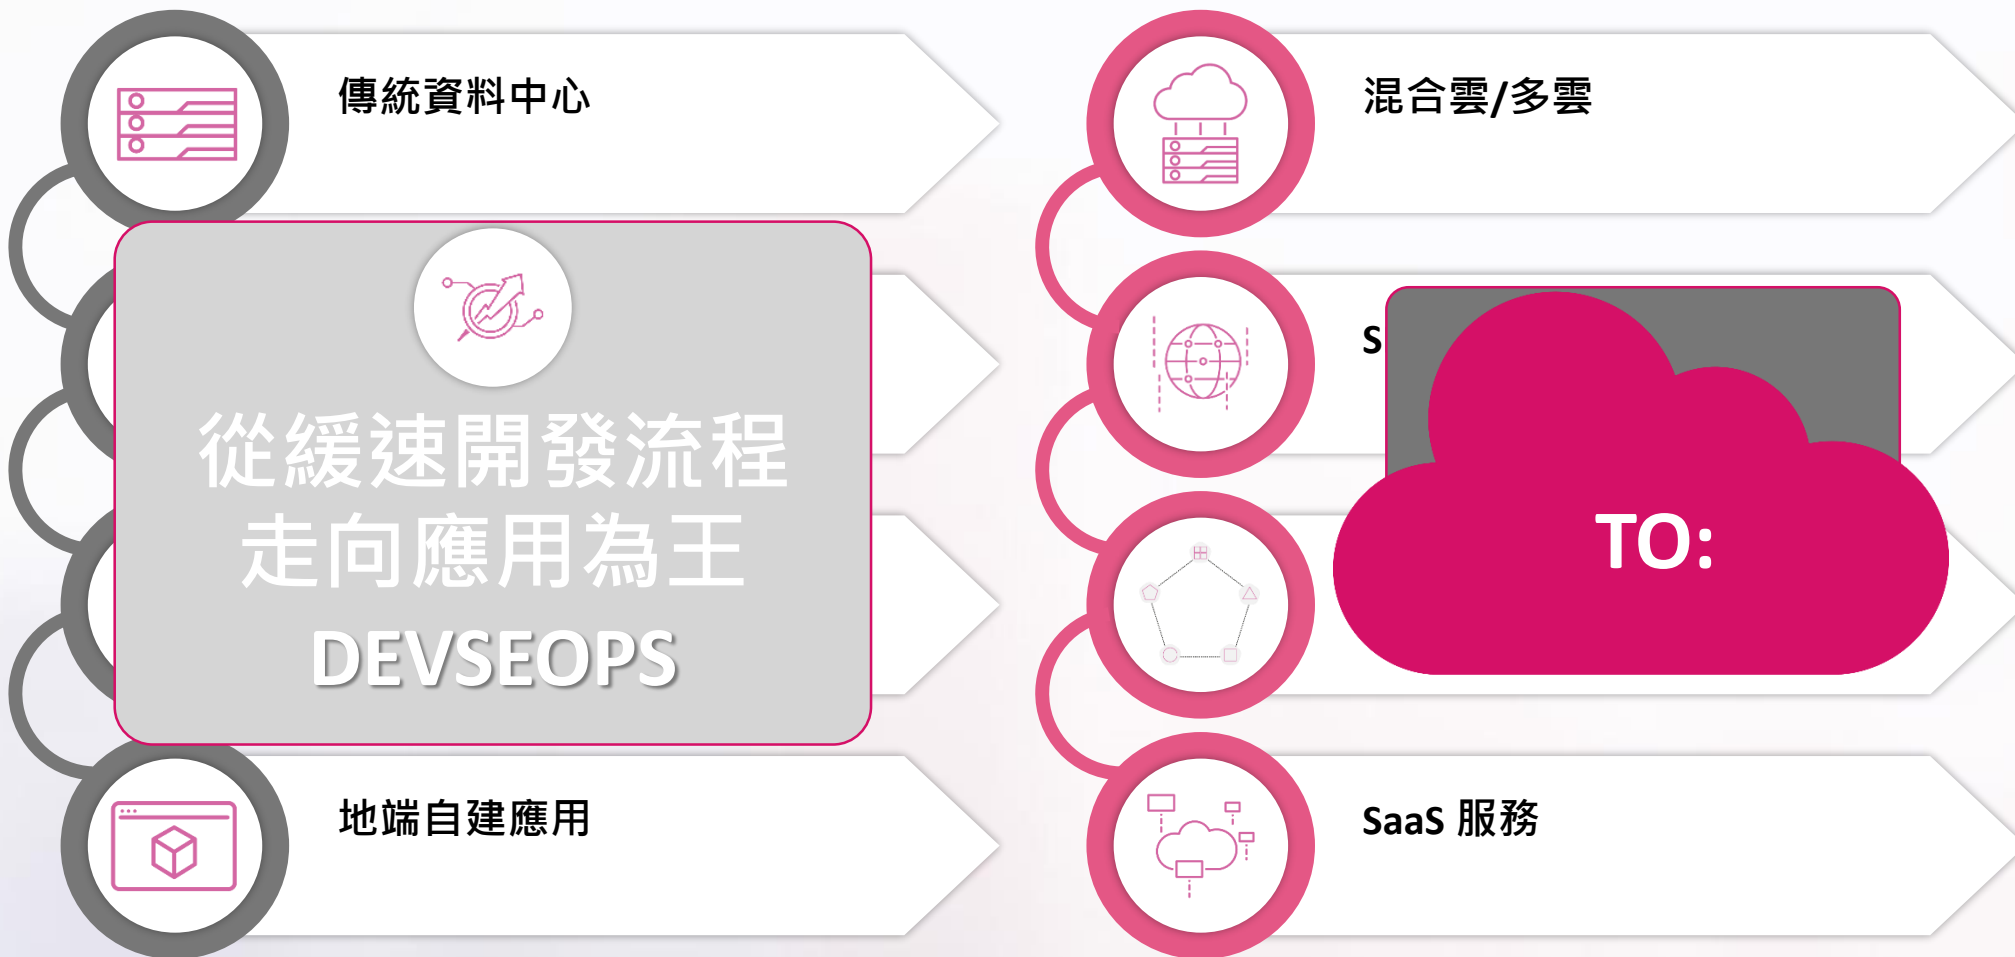 傳統資料中心
從緩速開發流程
走向應用為王
DEVSEOPS
地端自建應用
混合雲/多雲
S
TO:
SaaS 服務